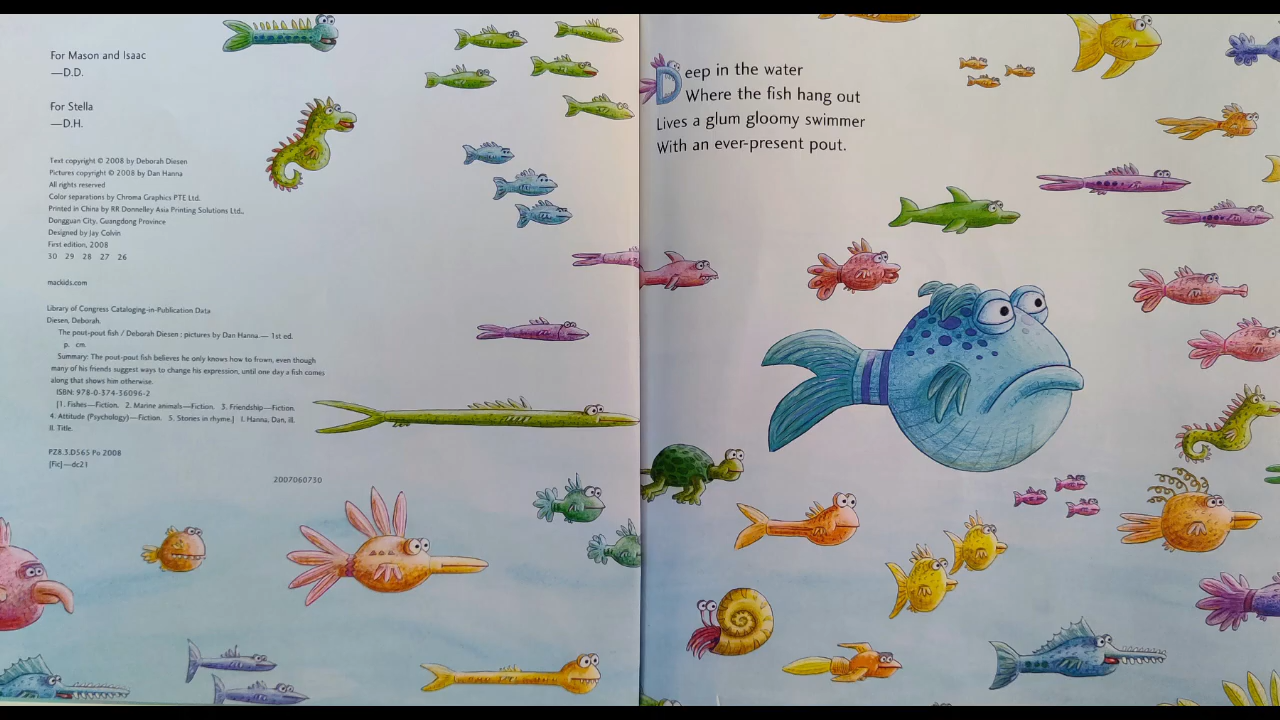 For Mason and Isaac
—D.D.
For Stella
—D.H.
Text copyright © 2008 by Deborah Diesen
Pictures copyright © 2008 by Dan Hanna
All rights reserved
Color separations by Chroma Graphics PTE Ltd.
Printed in China by RR Donnelley Asia Printing Solutions Ltd.,
Dongguan City, Guangdong Province
Designed by Jay Colvin
First edition, 2008
30 29 28 27 26
mackids.com
Library of Congress Cataloging-in-Publication Data
Diesen, Deborah.
The pout-pout fish / Deborah Diesen ; pictures by Dan Hanna.— 1st ed.
p. cm.
Summary: The pout-pout fish believes he only knows how to frown, even though
many of his friends suggest ways to change his expression, until one day a fish comes
along that shows him otherwise.
ISBN: 978-0-374-36096-2
[1. Fishes—Fiction. 2. Marine animals—Fiction. 3. Friendship—Fiction.
4. Attitude (Psychology)—Fiction. 5. Stories in rhyme.] I. Hanna, Dan, ill.
II. Title.
PZ8.3.D565 Po 2008
[Fic]—dc21
2007060730
Deep in the water
Where the fish hang out
Lives a glum gloomy swimmer
With an ever-present pout.